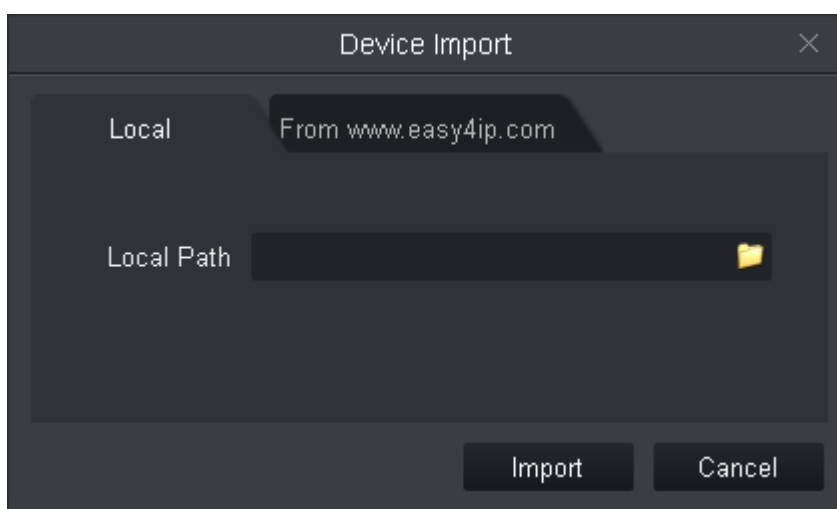 Device Import
Local
From www.easy4ip.com
Local Path
Import
Cancel